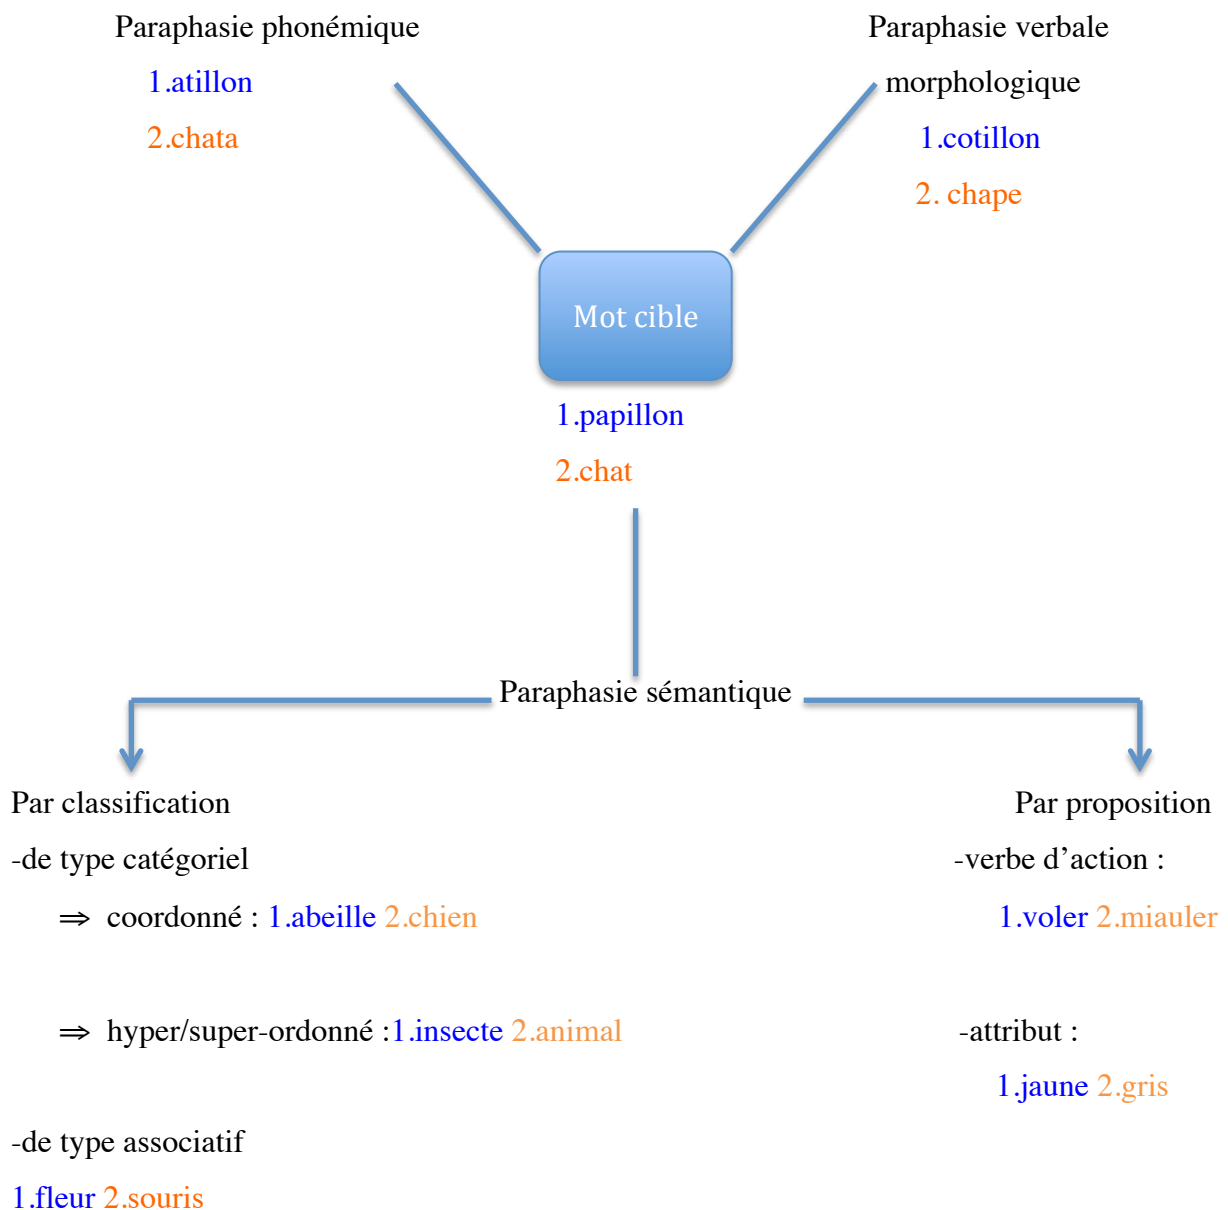 Paraphasie phonémique
1.atillon
2.chata
Paraphasie verbale
morphologique
1.cotillon
2. chape
Mot cible
1.papillon
2.chat
Paraphasie sémantique
Par classification
-de type catégoriel
⇒ coordonné : 1.abeille 2.chien
⇒ hyper/super-ordonné :1.insecte 2.animal
-de type associatif
1.fleur 2.souris
Par proposition
-verbe d’action :
1.voler 2.miauler
-attribut :
1.jaune 2.gris